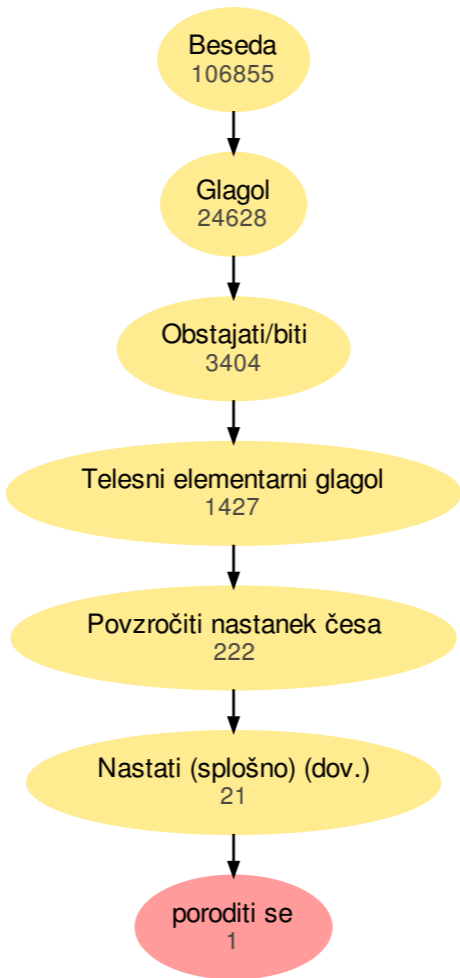 Beseda
106855
Glagol
24628
Obstajati/biti
3404
Telesni elementarni glagol
1427
Povzročiti nastanek česa
222
Nastati (splošno) (dov.)
21
poroditi se
1